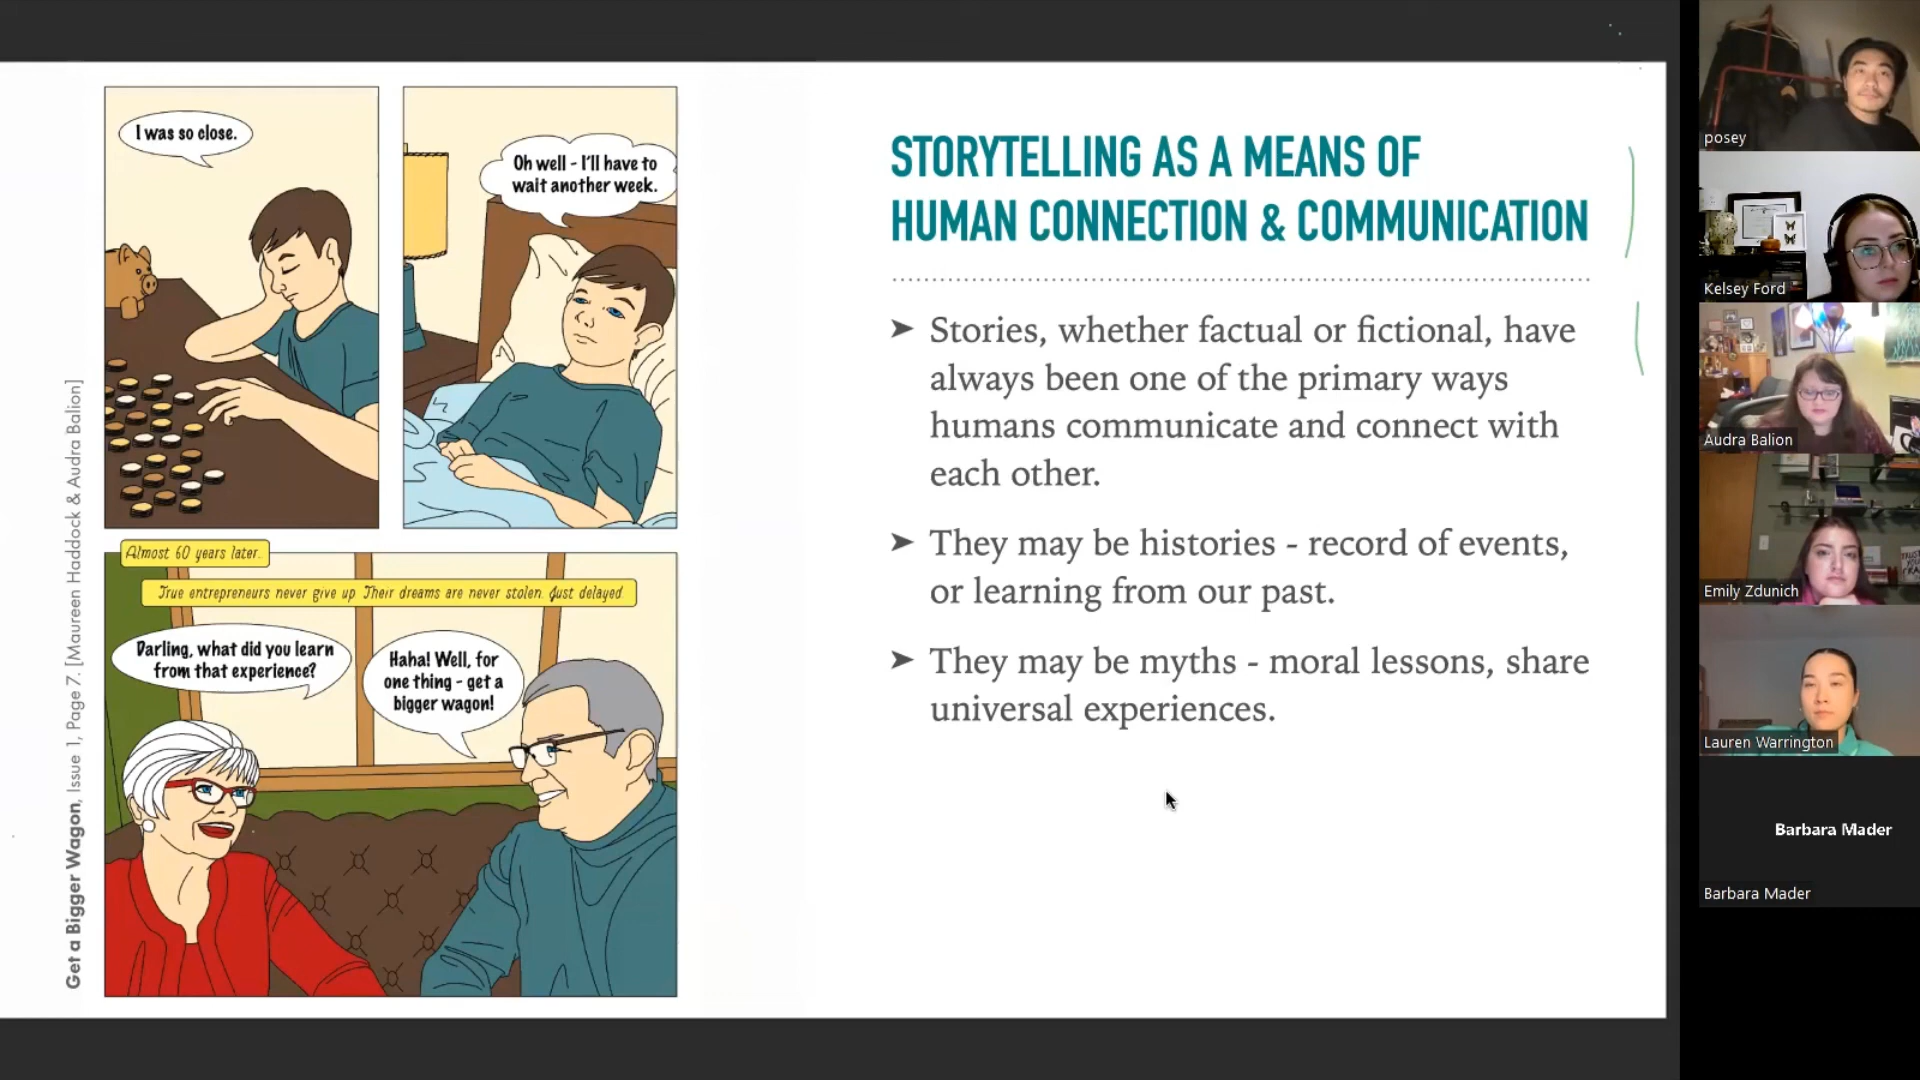 I was so close.
Oh well - I'll have to
wait another week.
Almost 60 years later.
True entrepreneurs never give up. Their dreams are never stolen. Just delayed.
Darling, what did you learn
from that experience?
Haha! Well, for
one thing - get a
bigger wagon!
Get a Bigger Wagon, Issue 1, Page 7. [Maureen Haddock & Audra Balion]
STORYTELLING AS A MEANS OF
HUMAN CONNECTION & COMMUNICATION
➤ Stories, whether factual or fictional, have
always been one of the primary ways
humans communicate and connect with
each other.
➤ They may be histories - record of events,
or learning from our past.
➤ They may be myths - moral lessons, share
universal experiences.
posey
Kelsey Ford
Audra Balion
Emily Zdunich
Lauren Warrington
Barbara Mader
Barbara Mader